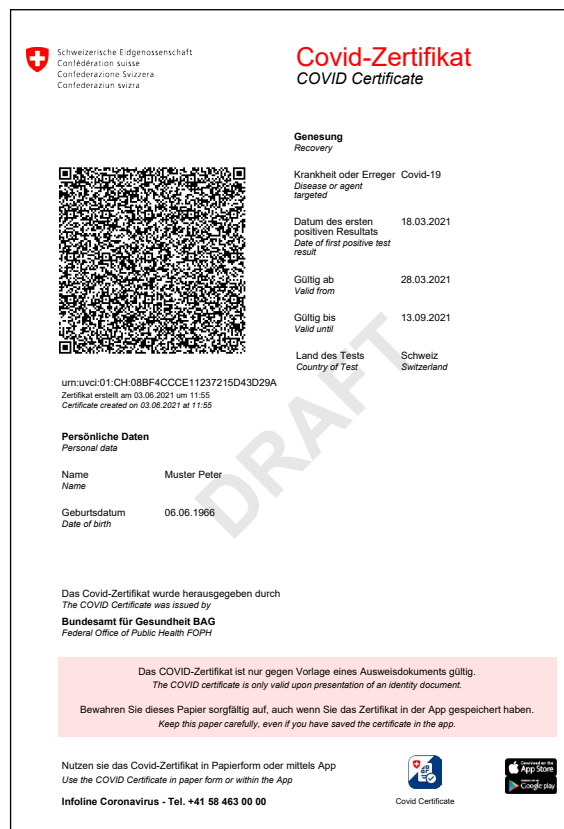 Schweizerische Eidgenossenschaft
Confédération suisse
Confederazione Svizzera
Confederaziun svizra
Covid-Zertifikat
COVID Certificate
Genesung
Recovery
Krankheit oder Erreger Covid-19
Disease or agent
targeted
Datum des ersten 18.03.2021
positiven Resultats
Date of first positive test
result
Gültig ab 28.03.2021
Valid from
Gültig bis 13.09.2021
Valid until
Land des Tests Schweiz
Country of Test Switzerland
urn:uvci:01:CH:08BF4CCCE11237215D43D29A
Zertifikat erstellt am 03.06.2021 um 11:55
Certificate created on 03.06.2021 at 11:55
DRAFT
Persönliche Daten
Personal data
Name Muster Peter
Name
Geburtsdatum 06.06.1966
Date of birth
Das Covid-Zertifikat wurde herausgegeben durch
The COVID Certificate was issued by
Bundesamt für Gesundheit BAG
Federal Office of Public Health FOPH
Das COVID-Zertifikat ist nur gegen Vorlage eines Ausweisdokuments gültig.
The COVID certificate is only valid upon presentation of an identity document.
Bewahren Sie dieses Papier sorgfältig auf, auch wenn Sie das Zertifikat in der App gespeichert haben.
Keep this paper carefully, even if you have saved the certificate in the app.
Nutzen sie das Covid-Zertifikat in Papierform oder mittels App
Use the COVID Certificate in paper form or within the App
Infoline Coronavirus - Tel. +41 58 463 00 00
Covid Certificate
Download on the
App Store
Google play